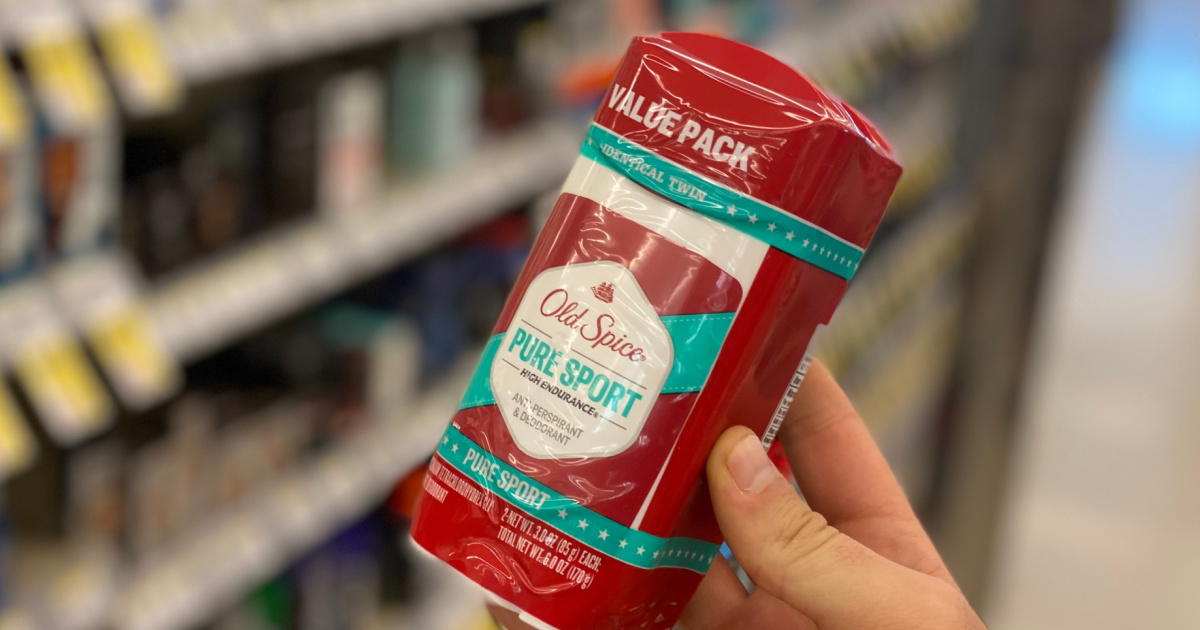 VALUE PACK
IDENTICAL TWIN
Old Spice
PURE SPORT
HIGH ENDURANCE®
ANTI-PERSPIRANT
& DEODORANT
PURE SPORT
2-NET WT. 3.0 OZ (85 g) EACH;
TOTAL NET WT. 6.0 OZ (170 g)